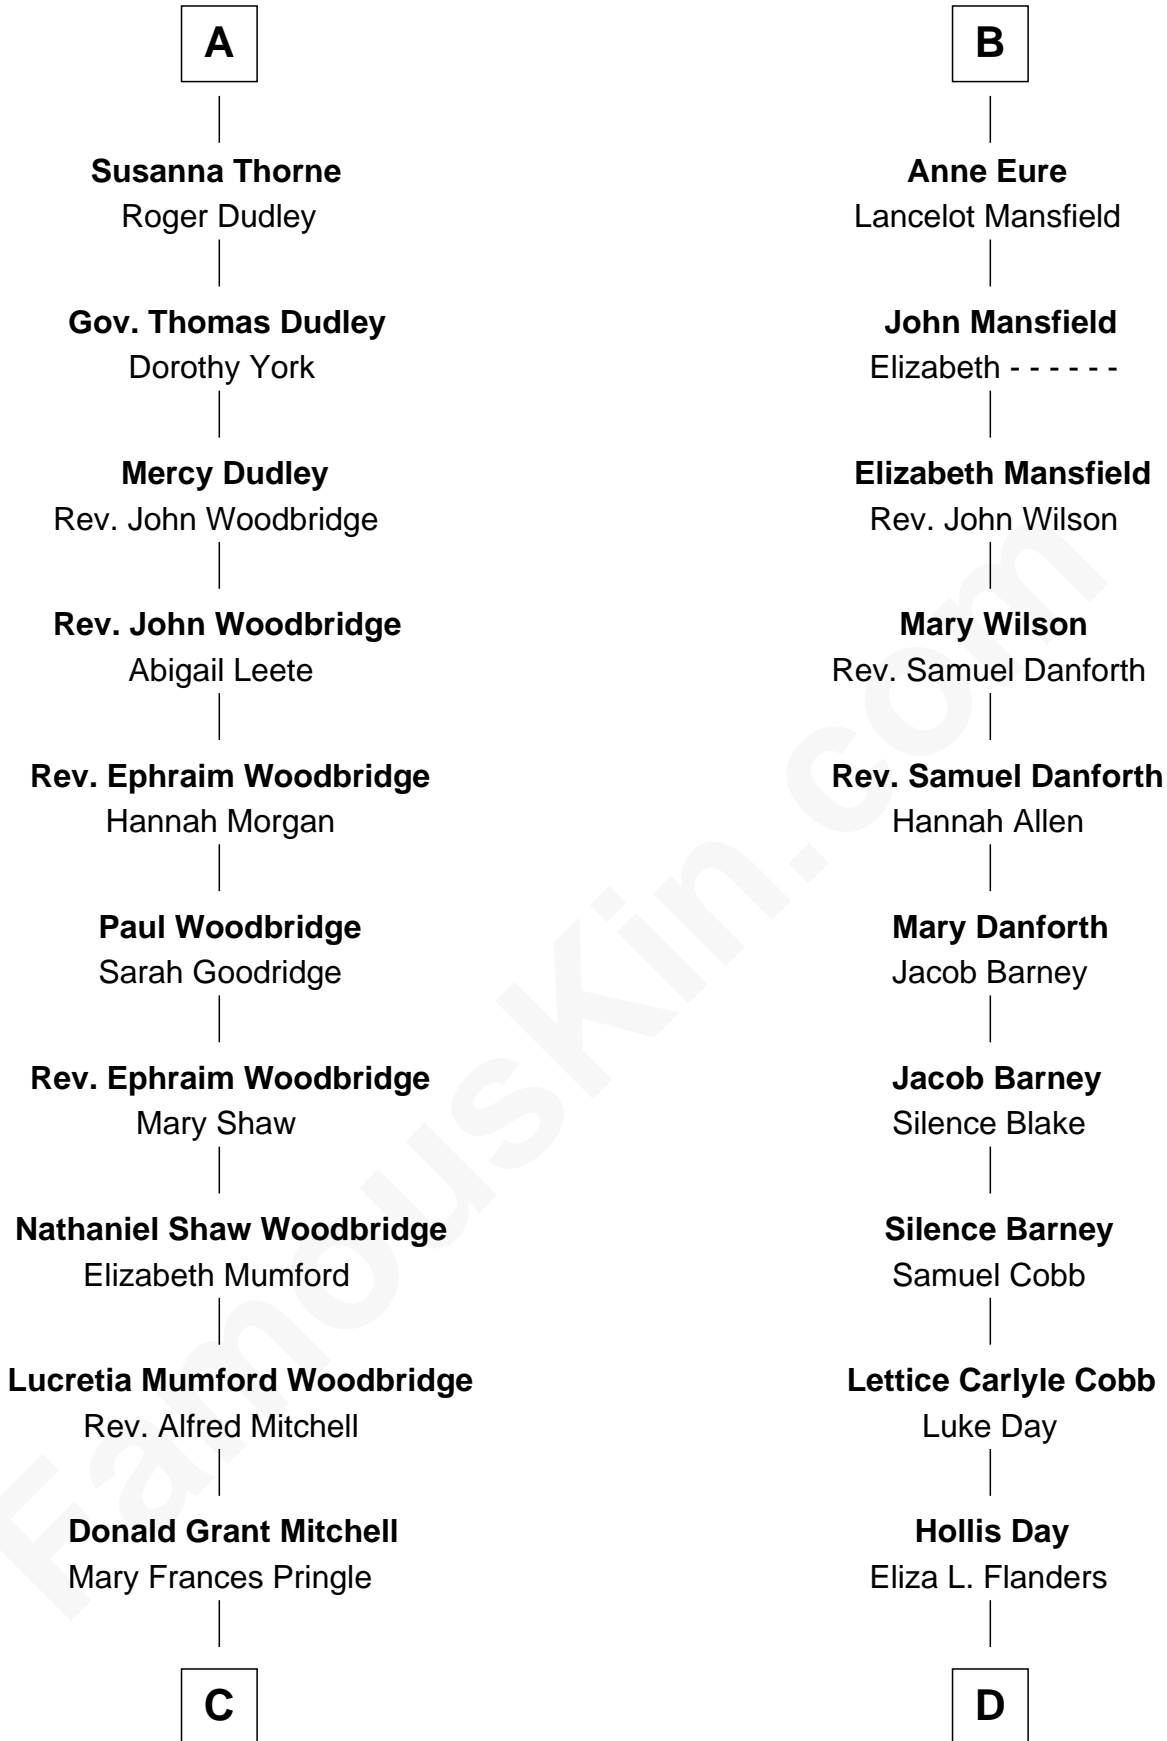 A
Susanna Thorne
Roger Dudley
Gov. Thomas Dudley
Dorothy York
Mercy Dudley
Rev. John Woodbridge
Rev. John Woodbridge
Abigail Leete
Rev. Ephraim Woodbridge
Hannah Morgan
Paul Woodbridge
Sarah Goodridge
Rev. Ephraim Woodbridge
Mary Shaw
Nathaniel Shaw Woodbridge
Elizabeth Mumford
Lucretia Mumford Woodbridge
Rev. Alfred Mitchell
Donald Grant Mitchell
Mary Frances Pringle
C
B
Anne Eure
Lancelot Mansfield
John Mansfield
Elizabeth - - - - - -
Elizabeth Mansfield
Rev. John Wilson
Mary Wilson
Rev. Samuel Danforth
Rev. Samuel Danforth
Hannah Allen
Mary Danforth
Jacob Barney
Jacob Barney
Silence Blake
Silence Barney
Samuel Cobb
Lettice Carlyle Cobb
Luke Day
Hollis Day
Eliza L. Flanders
D
FamousKin.com